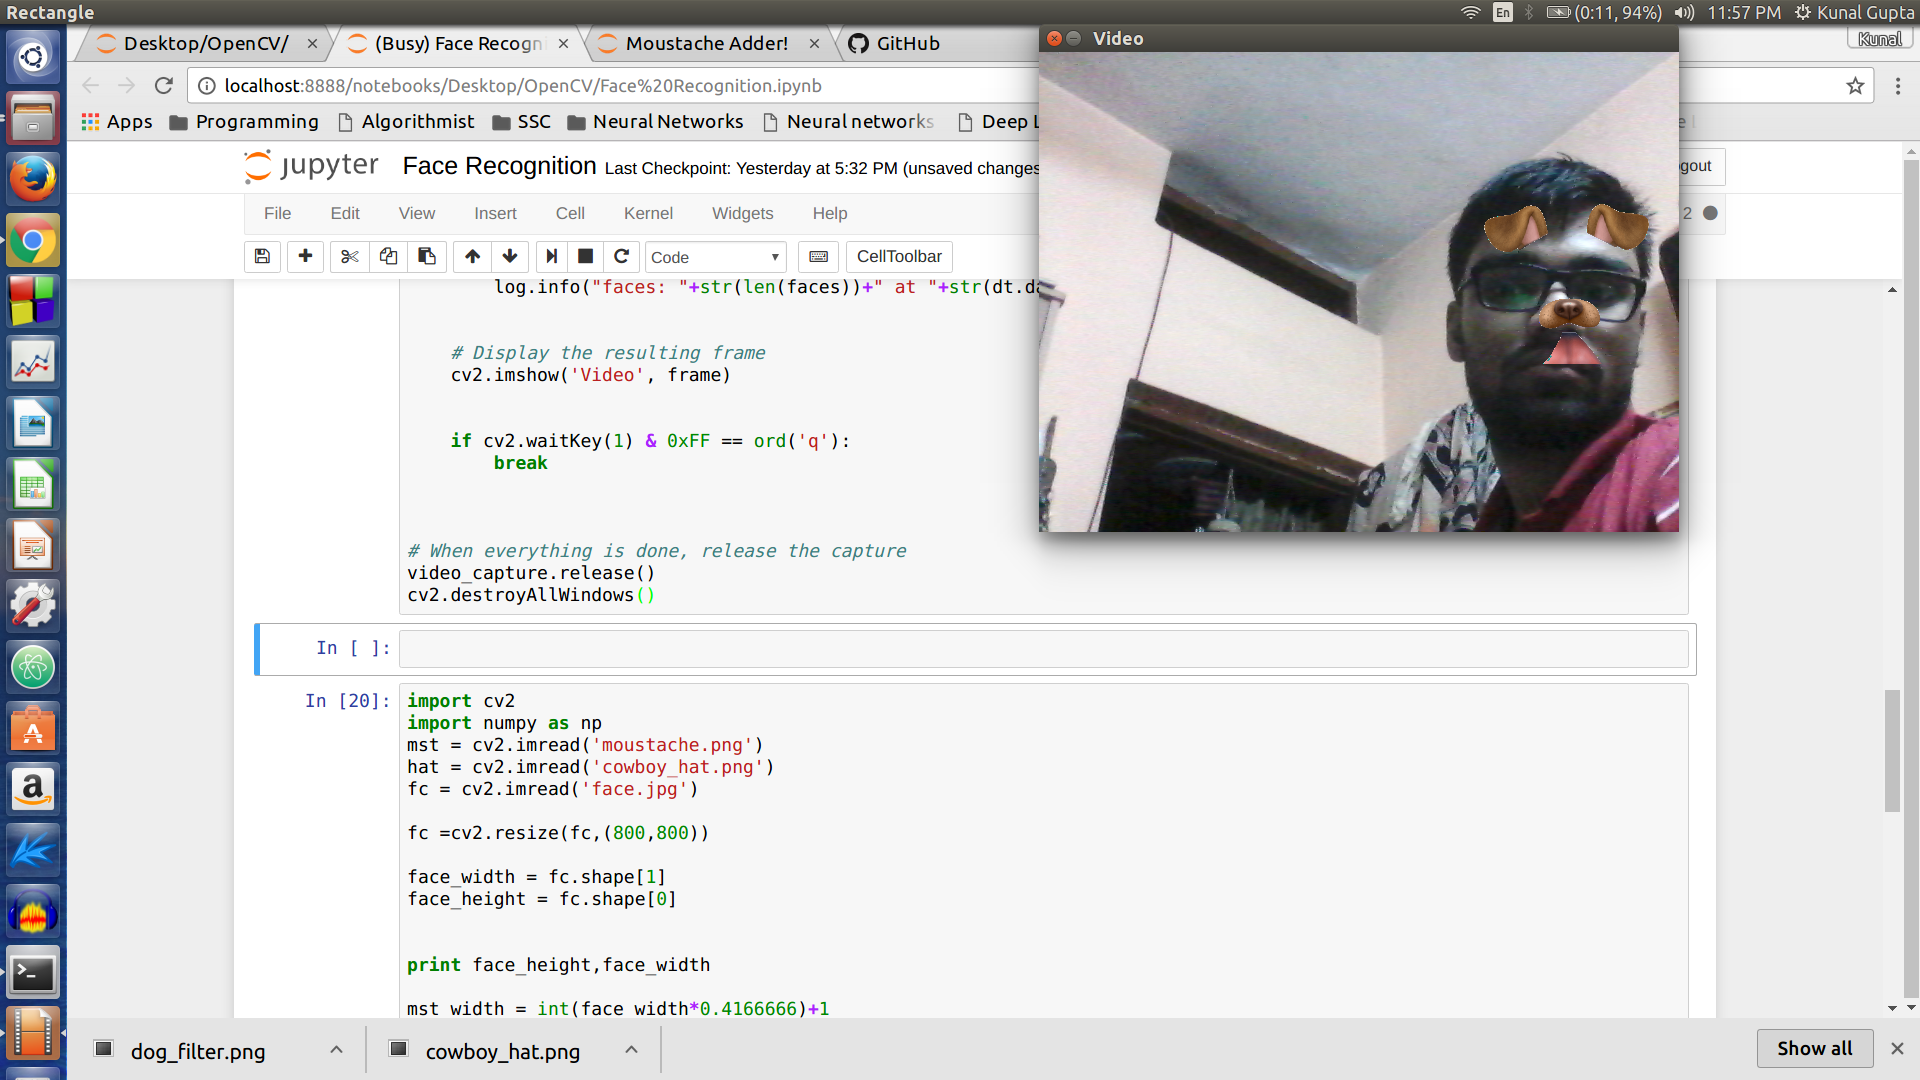 Rectangle
En (0:11, 94%) 11:57 PM Kunal Gupta
Desktop/OpenCV/ × (Busy) Face Recogn × Moustache Adder! × GitHub
Video
Kunal
localhost:8888/notebooks/Desktop/OpenCV/Face%20Recognition.ipynb
Apps Programming Algorithmist SSC Neural Networks Neural networks Deep L
jupyter Face Recognition Last Checkpoint: Yesterday at 5:32 PM (unsaved changes
gout
File Edit View Insert Cell Kernel Widgets Help
2
Code CellToolbar
log.info("faces: "+str(len(faces))+" at "+str(dt.da
# Display the resulting frame
cv2.imshow('Video', frame)
if cv2.waitKey(1) & 0xFF == ord('q'):
break
# When everything is done, release the capture
video_capture.release()
cv2.destroyAllWindows()
In [ ]:
In [20]:
import cv2
import numpy as np
mst = cv2.imread('moustache.png')
hat = cv2.imread('cowboy_hat.png')
fc = cv2.imread('face.jpg')
fc =cv2.resize(fc,(800,800))
face_width = fc.shape[1]
face_height = fc.shape[0]
print face_height,face_width
mst_width = int(face_width*0.4166666)+1
dog_filter.png cowboy_hat.png Show all ×